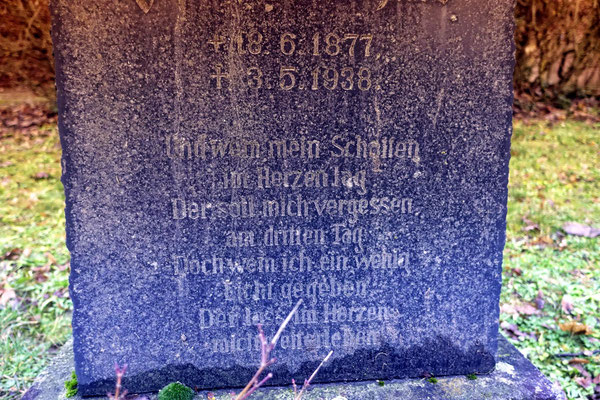 * 18. 6. 1877.
† 3. 5. 1938.
Und wem mein Schatten
im Herzen lag
Der soll mich vergessen
am dritten Tag
Doch wem ich ein wenig
Licht gegeben
Der lass im Herzen
mich weiterleben